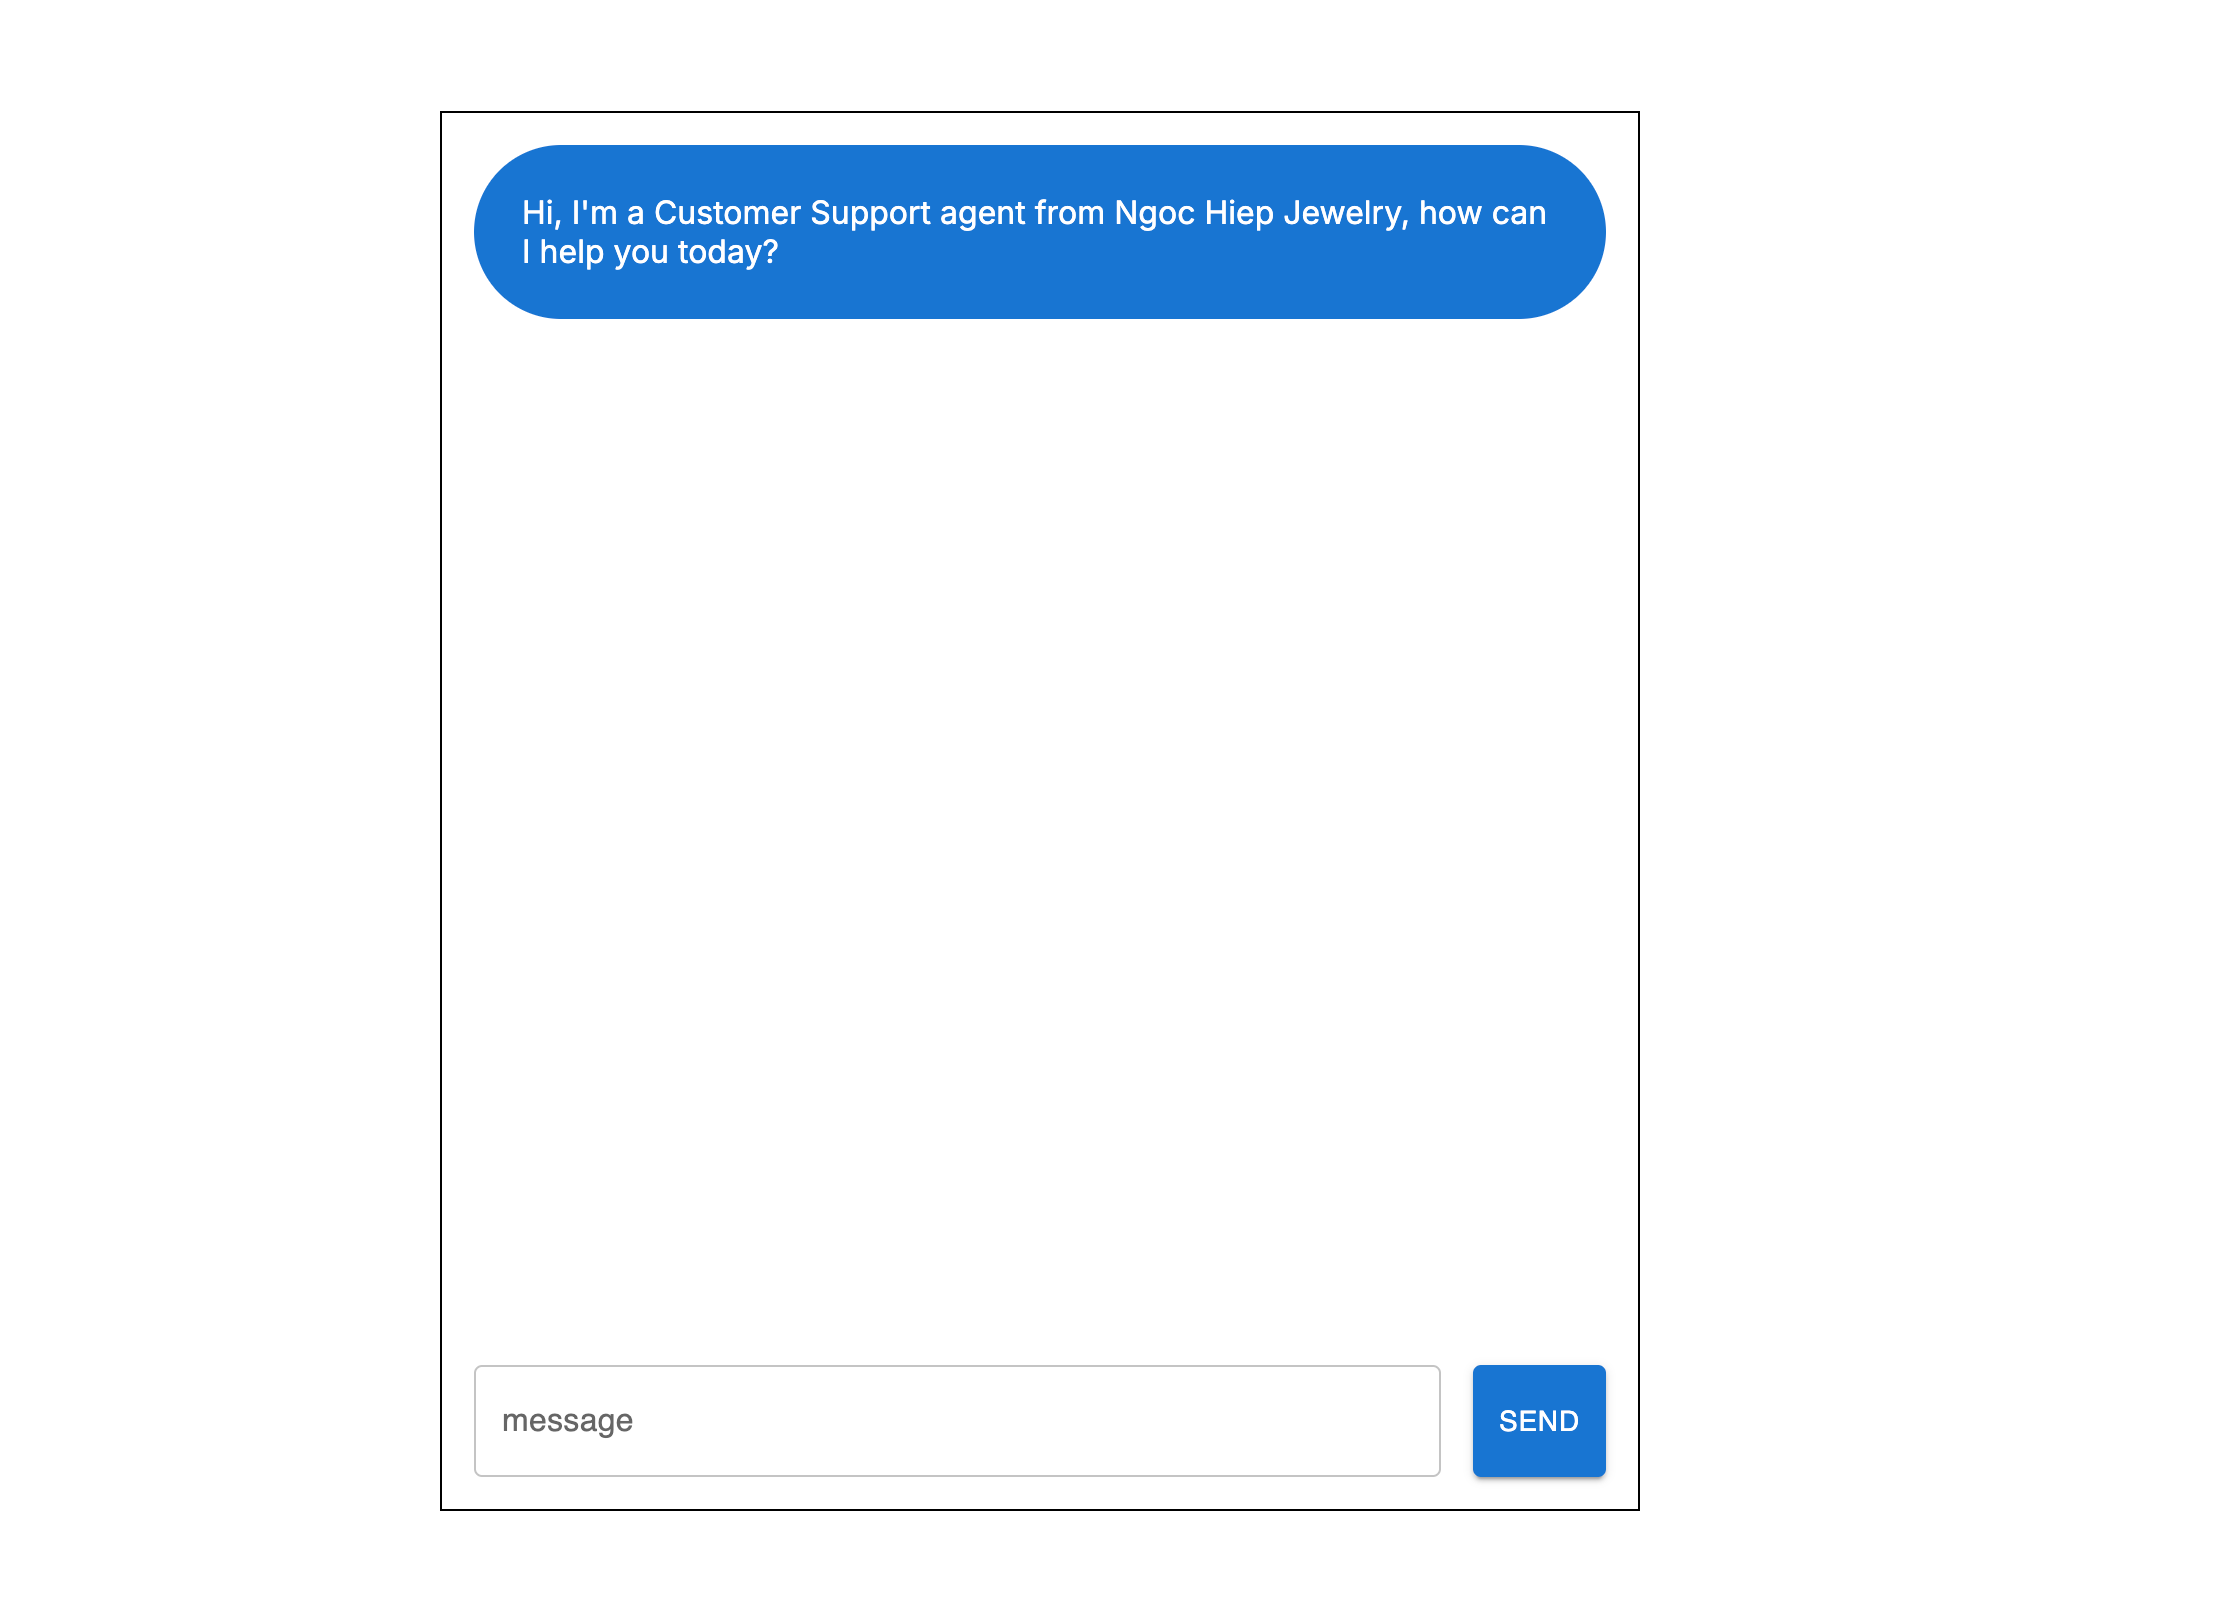 Hi, I'm a Customer Support agent from Ngoc Hiep Jewelry, how can
I help you today?
message
SEND